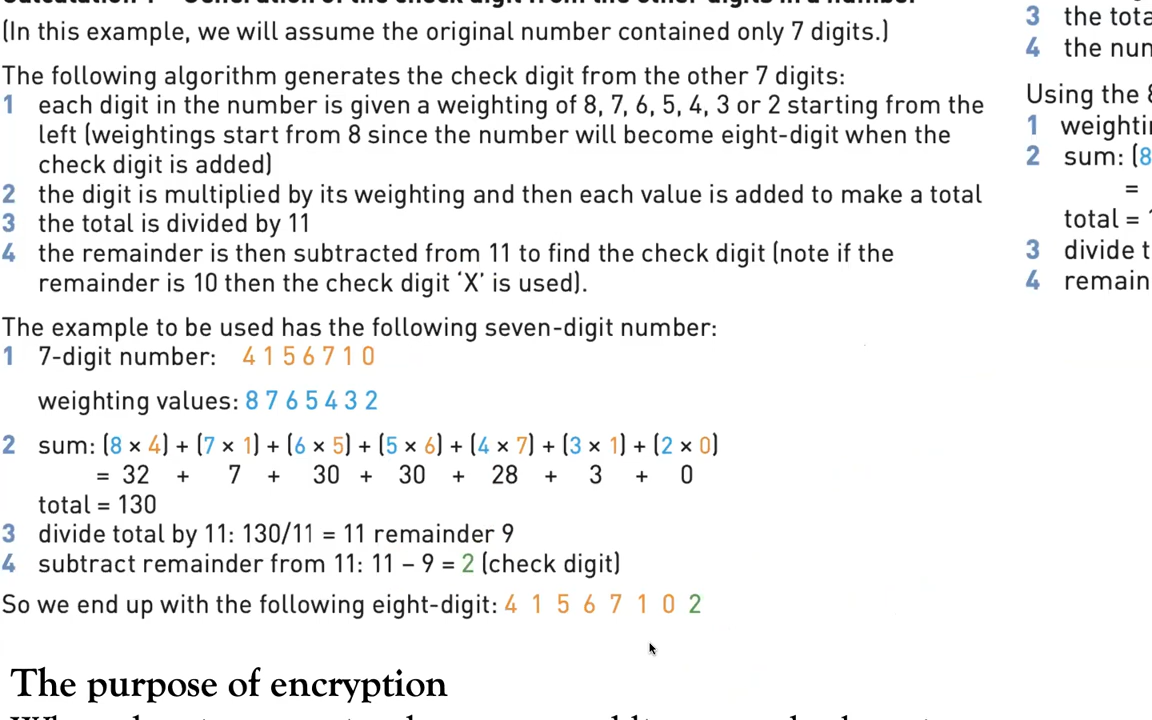 (In this example, we will assume the original number contained only 7 digits.)
The following algorithm generates the check digit from the other 7 digits:
1 each digit in the number is given a weighting of 8, 7, 6, 5, 4, 3 or 2 starting from the
left (weightings start from 8 since the number will become eight-digit when the
check digit is added)
2 the digit is multiplied by its weighting and then each value is added to make a total
3 the total is divided by 11
4 the remainder is then subtracted from 11 to find the check digit (note if the
remainder is 10 then the check digit ‘X’ is used).
The example to be used has the following seven-digit number:
1 7-digit number: 4 1 5 6 7 1 0
weighting values: 8 7 6 5 4 3 2
2 sum: (8 × 4) + (7 × 1) + (6 × 5) + (5 × 6) + (4 × 7) + (3 × 1) + (2 × 0)
= 32 + 7 + 30 + 30 + 28 + 3 + 0
total = 130
3 divide total by 11: 130/11 = 11 remainder 9
4 subtract remainder from 11: 11 – 9 = 2 (check digit)
So we end up with the following eight-digit: 4 1 5 6 7 1 0 2
The purpose of encryption
3 the
4 the
Using the
1
2 sum: (8
=
total =
3 divide
4